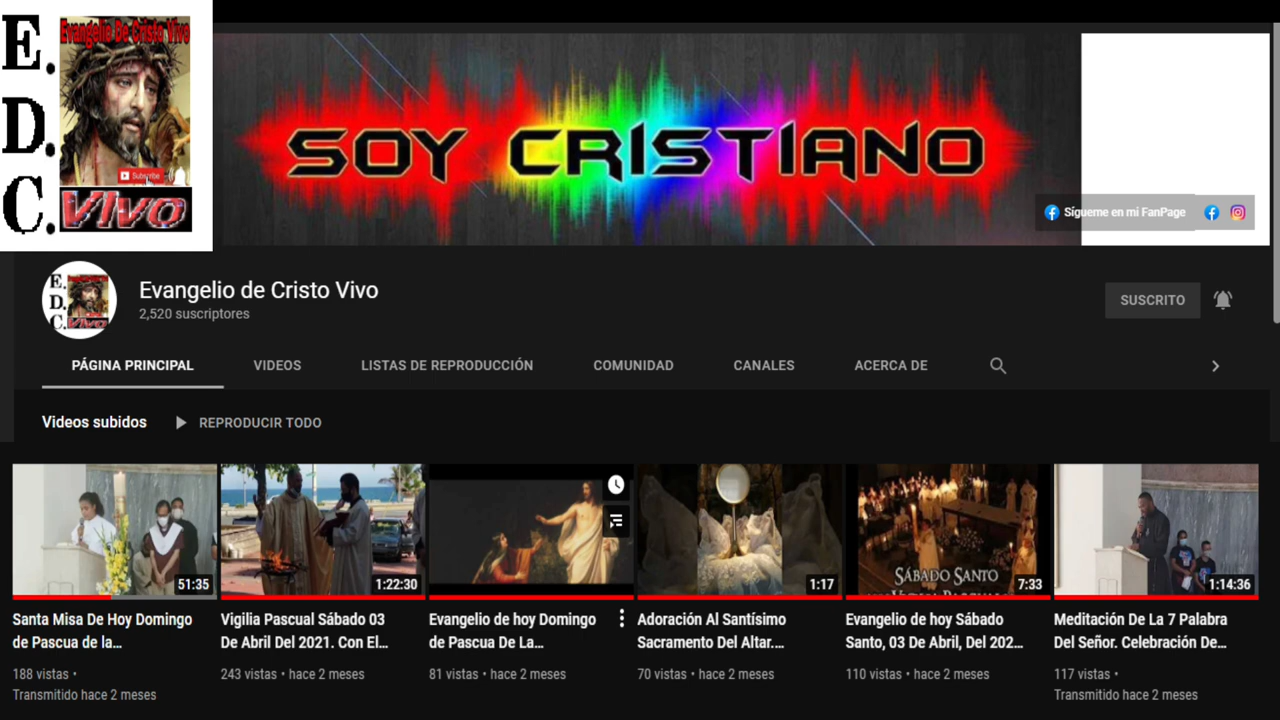 E.
D.
C.
Evangelio De Cristo Vivo
Subscribe
Vivo
SOY CRISTIANO
Sígueme en mi FanPage
E.
D.
C.
Vivo
Evangelio de Cristo Vivo
2,520 suscriptores
SUSCRITO
PÁGINA PRINCIPAL
VIDEOS
LISTAS DE REPRODUCCIÓN
COMUNIDAD
CANALES
ACERCA DE
Videos subidos
REPRODUCIR TODO
51:35
Santa Misa De Hoy Domingo
de Pascua de la...
188 vistas •
Transmitido hace 2 meses
1:22:30
Vigilia Pascual Sábado 03
De Abril Del 2021. Con El...
243 vistas • hace 2 meses
Evangelio de hoy Domingo
de Pascua De La...
81 vistas • hace 2 meses
1:17
Adoración Al Santísimo
Sacramento Del Altar....
70 vistas • hace 2 meses
SÁBADO SANTO
7:33
Evangelio de hoy Sábado
Santo, 03 De Abril, Del 202...
110 vistas • hace 2 meses
1:14:36
Meditación De La 7 Palabra
Del Señor. Celebración De...
117 vistas •
Transmitido hace 2 meses